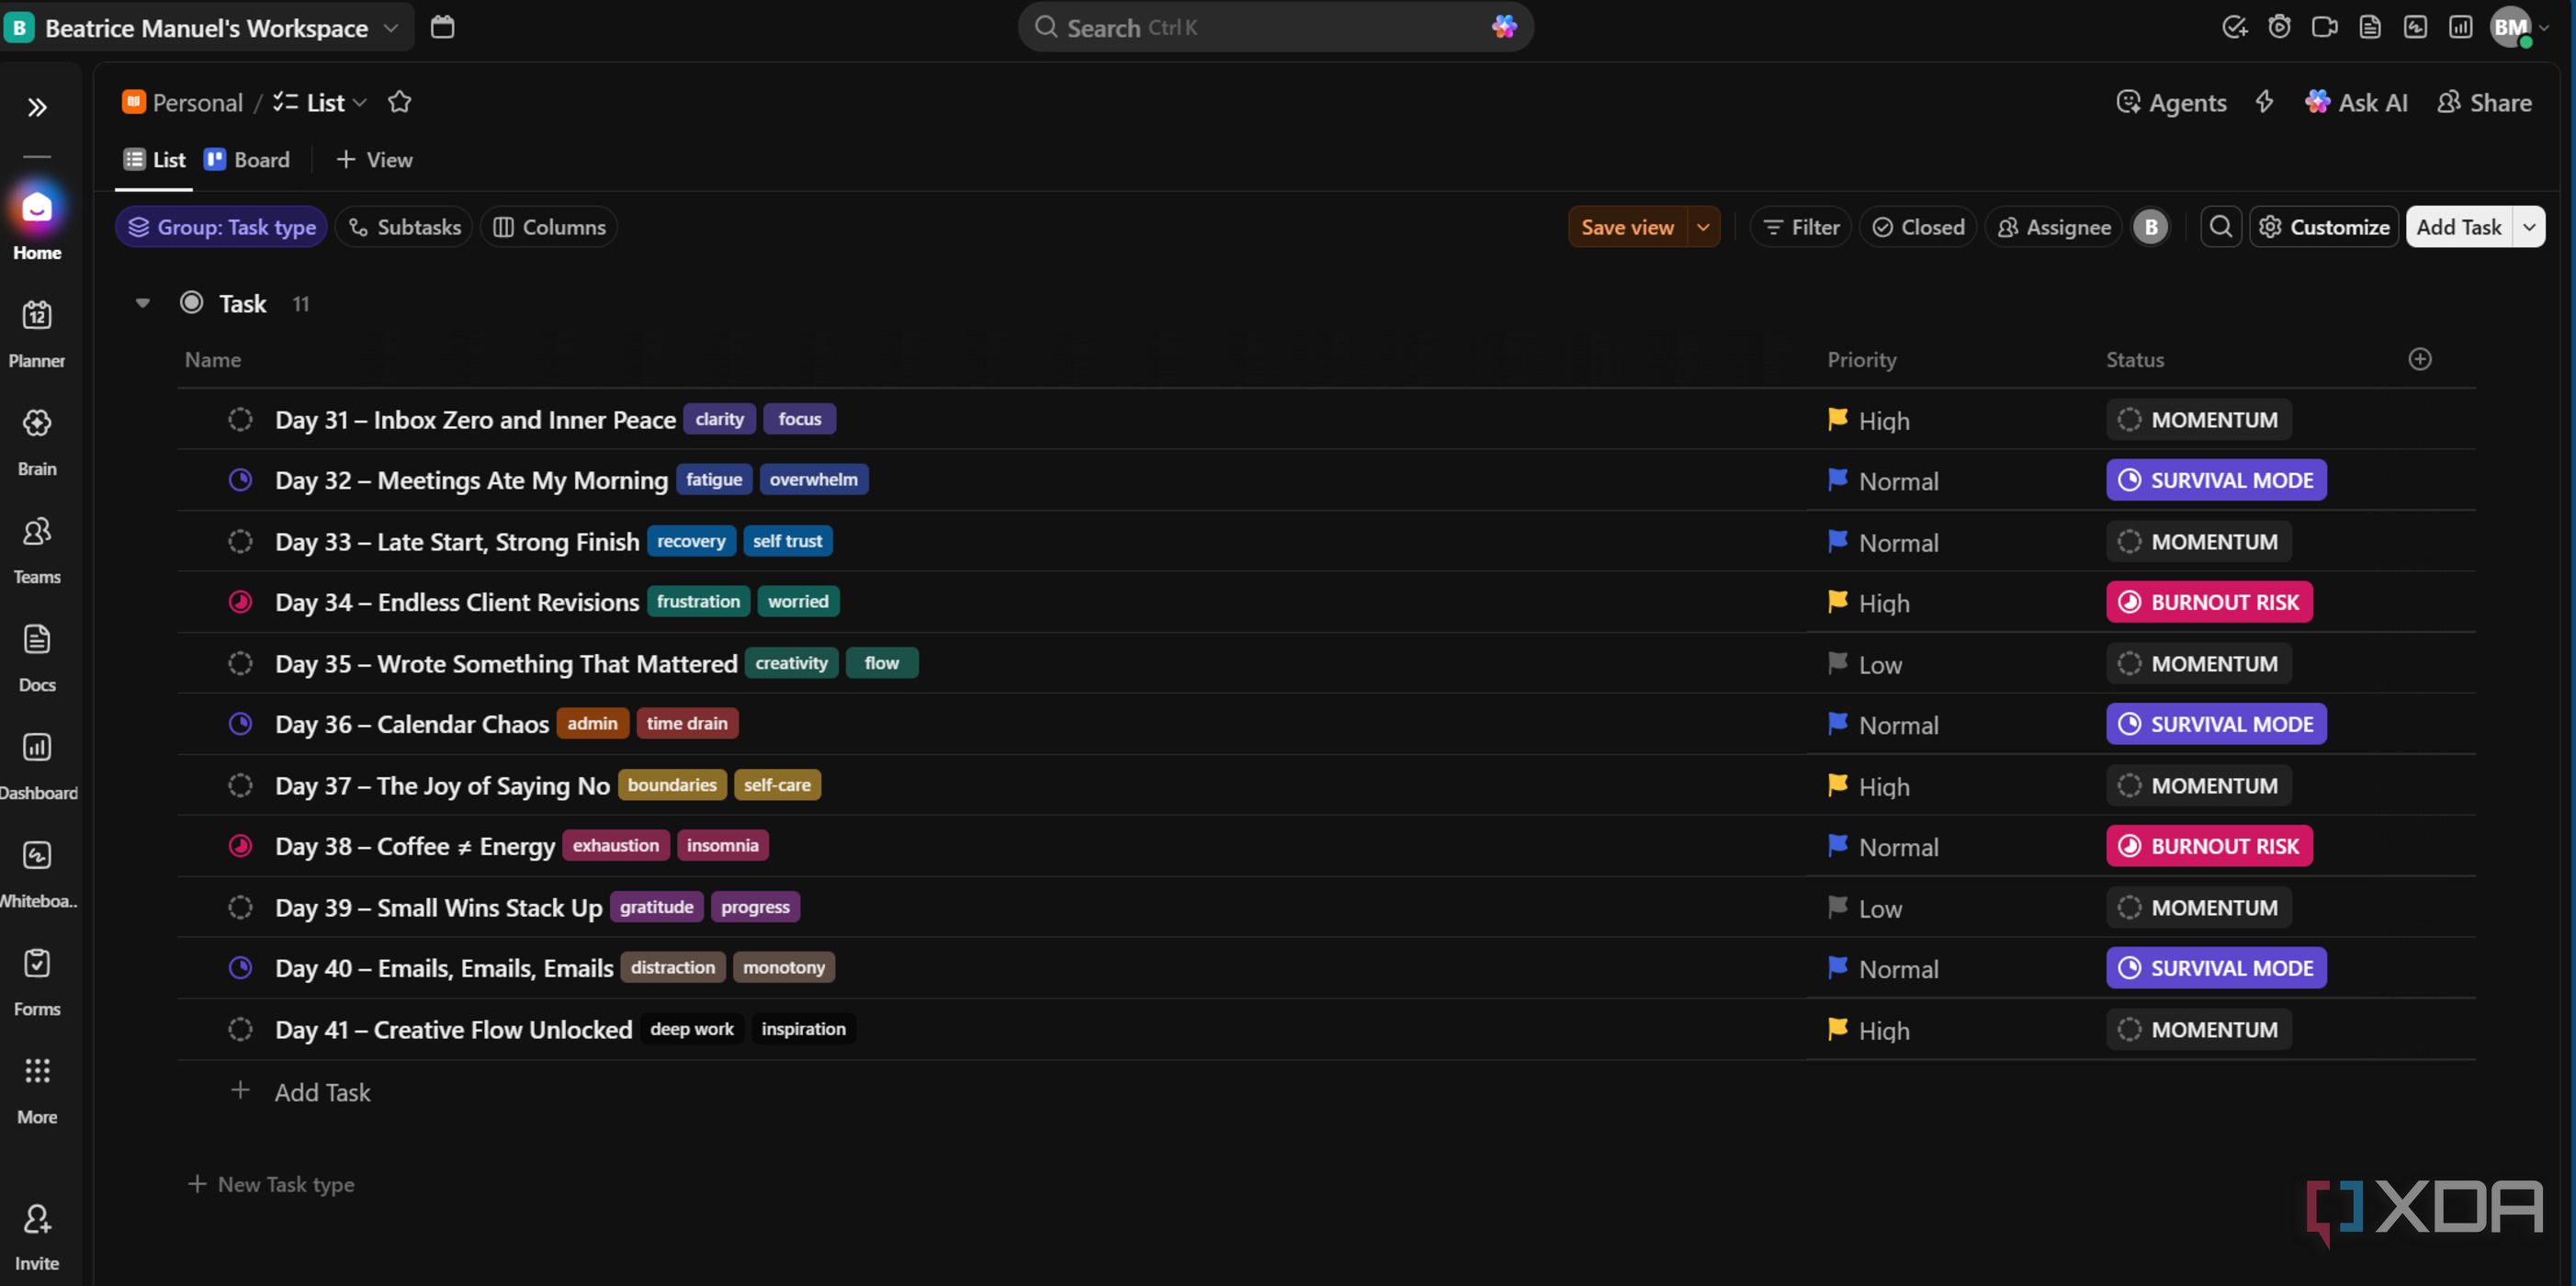 B Beatrice Manuel's Workspace Search Ctrl K BM
Personal / List Agents Ask AI Share
List Board + View
Group: Task type Subtasks Columns Save view Filter Closed Assignee B Customize Add Task
Home
12
Planner
Brain
Teams
Docs
Dashboard
Whiteboa..
Forms
More
Invite
Task 11
Name Priority Status
Day 31 – Inbox Zero and Inner Peace clarity focus High MOMENTUM
Day 32 – Meetings Ate My Morning fatigue overwhelm Normal SURVIVAL MODE
Day 33 – Late Start, Strong Finish recovery self trust Normal MOMENTUM
Day 34 – Endless Client Revisions frustration worried High BURNOUT RISK
Day 35 – Wrote Something That Mattered creativity flow Low MOMENTUM
Day 36 – Calendar Chaos admin time drain Normal SURVIVAL MODE
Day 37 – The Joy of Saying No boundaries self-care High MOMENTUM
Day 38 – Coffee ≠ Energy exhaustion insomnia Normal BURNOUT RISK
Day 39 – Small Wins Stack Up gratitude progress Low MOMENTUM
Day 40 – Emails, Emails, Emails distraction monotony Normal SURVIVAL MODE
Day 41 – Creative Flow Unlocked deep work inspiration High MOMENTUM
+ Add Task
+ New Task type
XDA